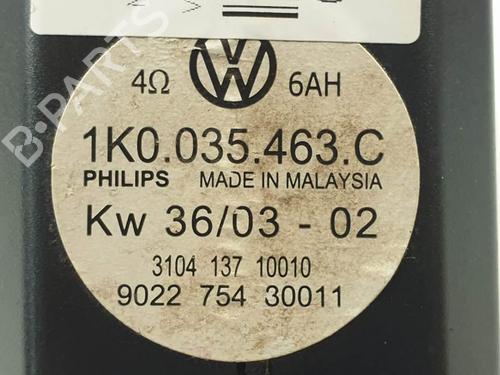 4Ω 6AH
1K0.035.463.C
PHILIPS MADE IN MALAYSIA
Kw 36/03 - 02
3104 137 10010
9022 754 30011
B-PARTS